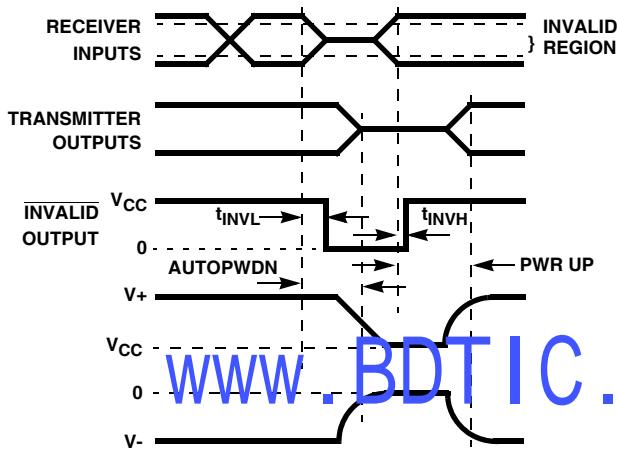 RECEIVER
INPUTS
INVALID
} REGION
TRANSMITTER
OUTPUTS
INVALID
OUTPUT
VCC
0
tINVL
tINVH
AUTOPWDN
PWR UP
V+
VCC
0
V-
www.BDTIC.